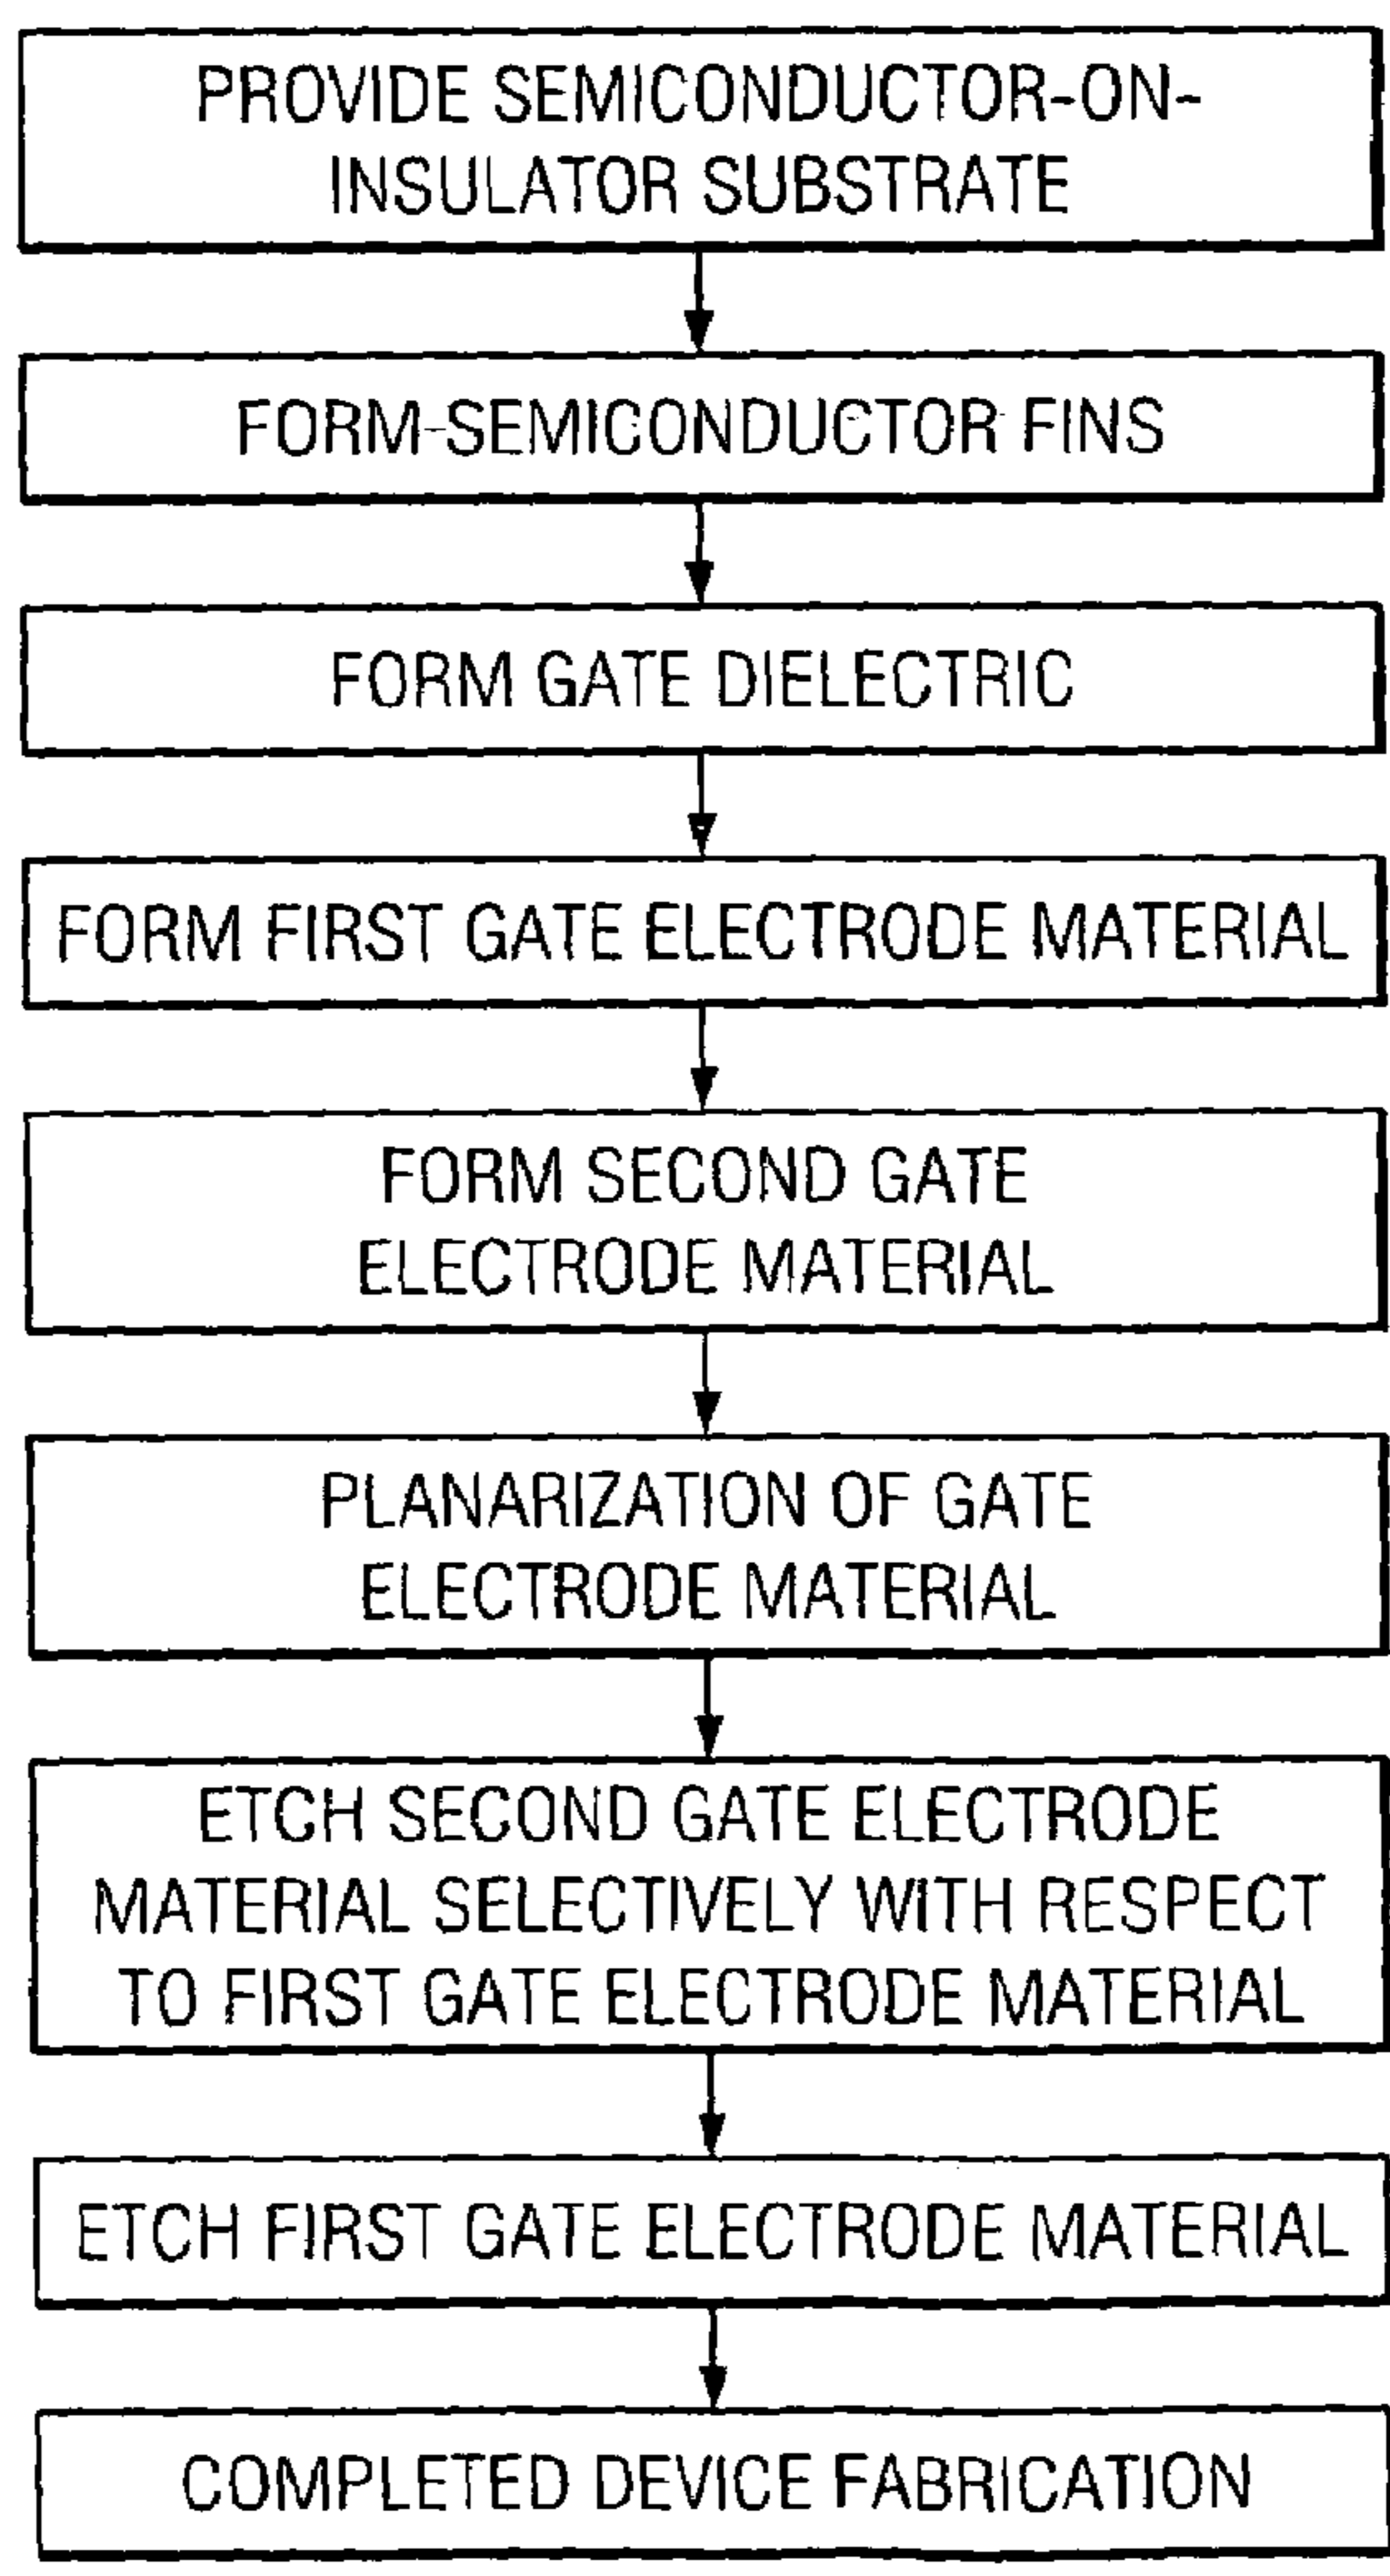 PROVIDE SEMICONDUCTOR-ON-
INSULATOR SUBSTRATE
FORM SEMICONDUCTOR FINS
FORM GATE DIELECTRIC
FORM FIRST GATE ELECTRODE MATERIAL
FORM SECOND GATE
ELECTRODE MATERIAL
PLANARIZATION OF GATE
ELECTRODE MATERIAL
ETCH SECOND GATE ELECTRODE
MATERIAL SELECTIVELY WITH RESPECT
TO FIRST GATE ELECTRODE MATERIAL
ETCH FIRST GATE ELECTRODE MATERIAL
COMPLETED DEVICE FABRICATION